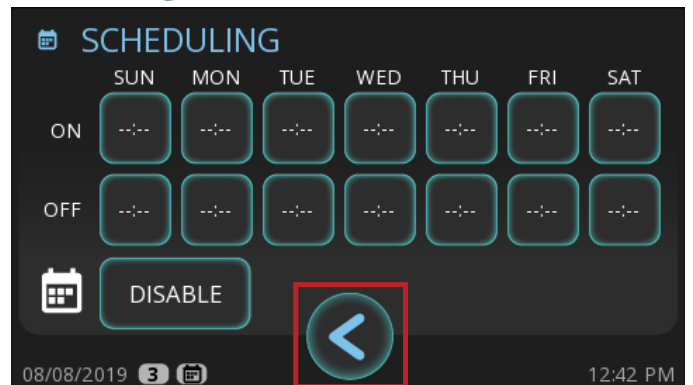 SCHEDULING
SUN MON TUE WED THU FRI SAT
ON --:-- --:-- --:-- --:-- --:-- --:-- --:--
OFF --:-- --:-- --:-- --:-- --:-- --:-- --:--
DISABLE
08/08/2019 3 12:42 PM